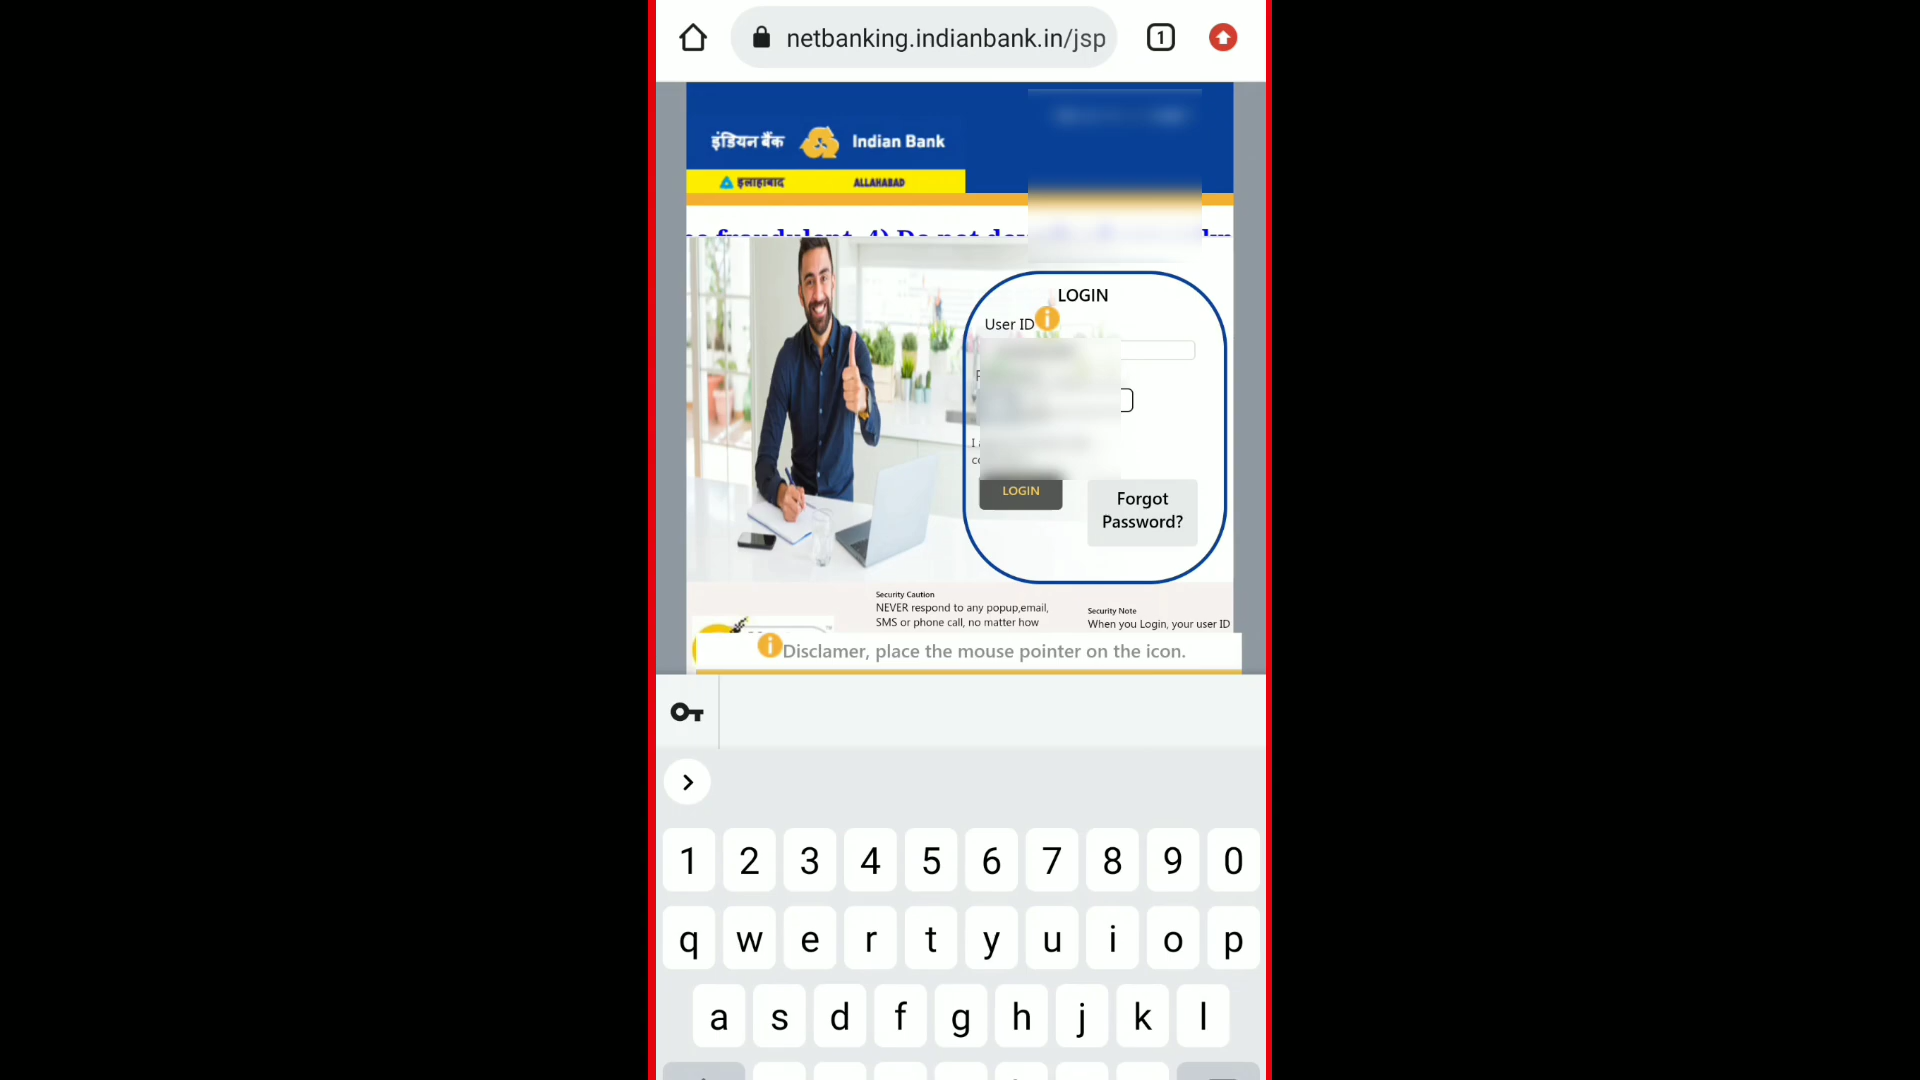 netbanking.indianbank.in/jsp
1
इंडियन बैंक Indian Bank
इलाहाबाद ALLAHABAD
fraudulent. 4) Do not
LOGIN
User ID
I
LOGIN
Forgot
Password?
Security Caution
NEVER respond to any popup,email,
SMS or phone call, no matter how
Security Note
When you Login, your user ID
Disclamer, place the mouse pointer on the icon.
1 2 3 4 5 6 7 8 9 0
q w e r t y u i o p
a s d f g h j k l